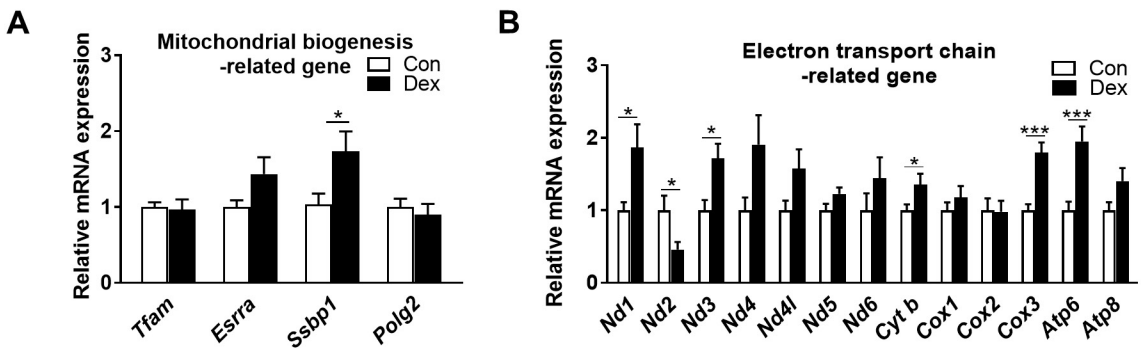 A
Mitochondrial biogenesis
-related gene
Con
Dex
Relative mRNA expression
3
2
1
0
*
Tfam
Esrra
Ssbp1
Polg2
B
Electron transport chain
-related gene
Con
Dex
Relative mRNA expression
3
2
1
0
*
*
*
*
***
***
Nd1
Nd2
Nd3
Nd4
Nd4l
Nd5
Nd6
Cyt b
Cox1
Cox2
Cox3
Atp6
Atp8